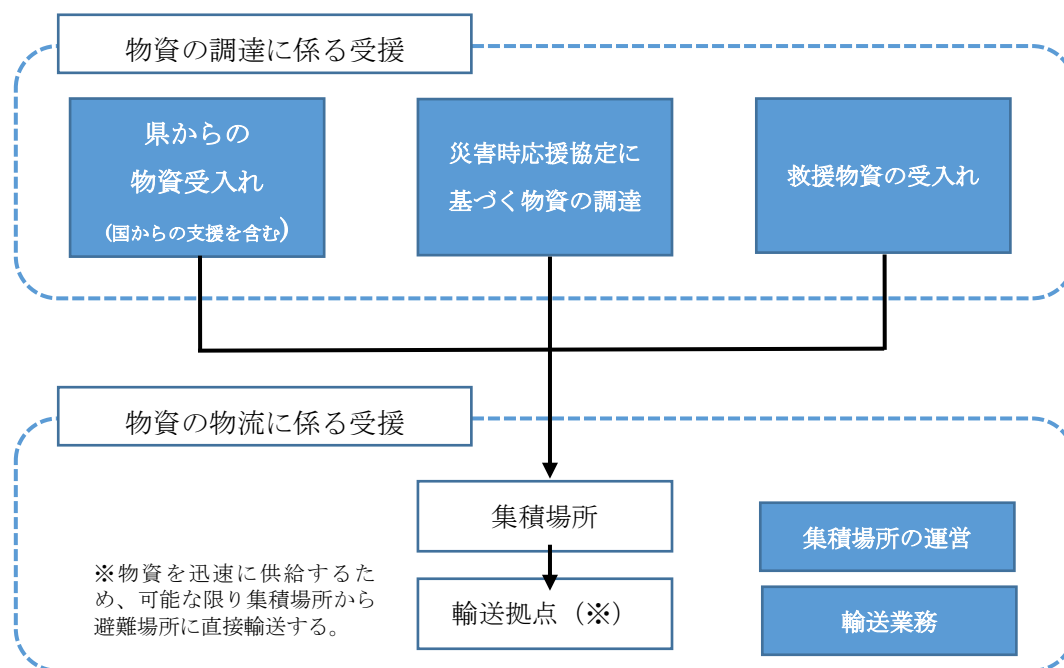 物資の調達に係る受援
県からの
物資受入れ
(国からの支援を含む)
災害時応援協定に
基づく物資の調達
救援物資の受入れ
物資の物流に係る受援
集積場所
集積場所の運営
※物資を迅速に供給するた
め、可能な限り集積場所から
避難場所に直接輸送する。
輸送拠点（※）
輸送業務